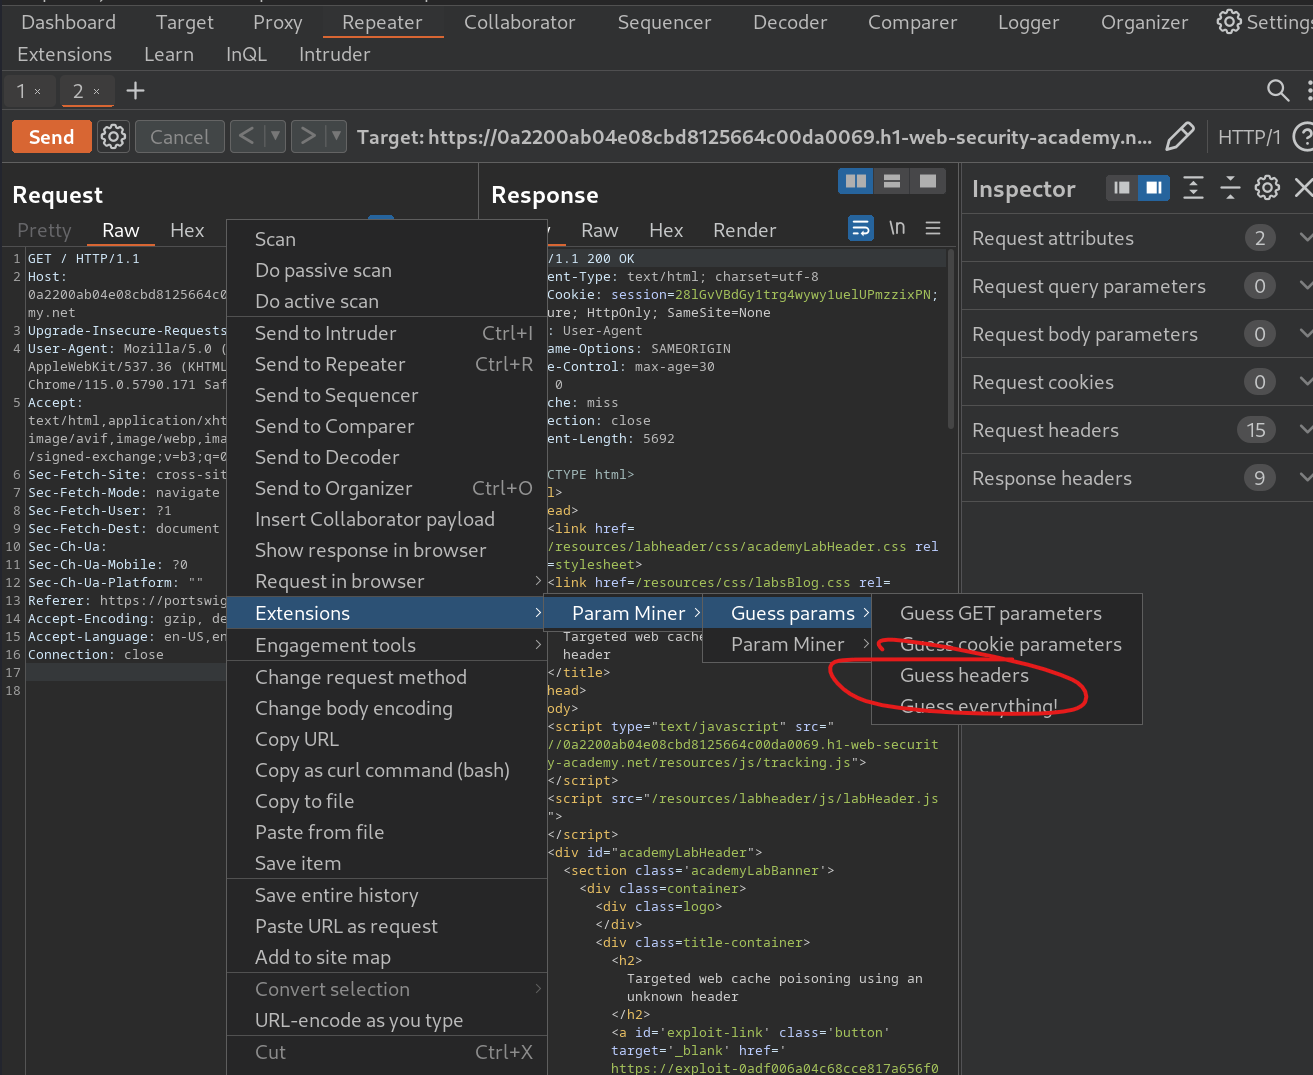 Dashboard Target Proxy Repeater Collaborator Sequencer Decoder Comparer Logger Organizer Settings
Extensions Learn InQL Intruder
1 × 2 × +
Send Cancel < > Target: https://0a2200ab04e08cbd8125664c00da0069.h1-web-security-academy.n... HTTP/1 ?
Request
Pretty Raw Hex
1 GET / HTTP/1.1
2 Host:
0a2200ab04e08cbd8125664c0
my.net
3 Upgrade-Insecure-Requests
4 User-Agent: Mozilla/5.0 (
AppleWebKit/537.36 (KHTML
Chrome/115.0.5790.171 Saf
5 Accept:
text/html,application/xht
image/avif,image/webp,ima
/signed-exchange;v=b3;q=0
6 Sec-Fetch-Site: cross-sit
7 Sec-Fetch-Mode: navigate
8 Sec-Fetch-User: ?1
9 Sec-Fetch-Dest: document
10 Sec-Ch-Ua:
11 Sec-Ch-Ua-Mobile: ?0
12 Sec-Ch-Ua-Platform: ""
13 Referer: https://portswig
14 Accept-Encoding: gzip, de
15 Accept-Language: en-US,en
16 Connection: close
17
18
Scan
Do passive scan
Do active scan
Send to Intruder Ctrl+I
Send to Repeater Ctrl+R
Send to Sequencer
Send to Comparer
Send to Decoder
Send to Organizer Ctrl+O
Insert Collaborator payload
Show response in browser
Request in browser >
Extensions >
Engagement tools >
Change request method
Change body encoding
Copy URL
Copy as curl command (bash)
Copy to file
Paste from file
Save item
Save entire history
Paste URL as request
Add to site map
Convert selection >
URL-encode as you type
Cut Ctrl+X
Param Miner >
Guess params >
Param Miner >
Guess GET parameters
Guess cookie parameters
Guess headers
Guess everything!
Response
Raw Hex Render \n
/1.1 200 OK
ent-Type: text/html; charset=utf-8
Cookie: session=28lGvVBdGy1trg4wywy1uelUPmzzixPN;
ure; HttpOnly; SameSite=None
: User-Agent
ame-Options: SAMEORIGIN
e-Control: max-age=30
0
che: miss
ection: close
ent-Length: 5692
CTYPE html>
l>
ead>
<link href=
/resources/labheader/css/academyLabHeader.css rel
=stylesheet>
<link href=/resources/css/labsBlog.css rel=
Targeted web cache
header
</title>
head>
ody>
<script type="text/javascript" src="
//0a2200ab04e08cbd8125664c00da0069.h1-web-securit
y-academy.net/resources/js/tracking.js">
</script>
<script src="/resources/labheader/js/labHeader.js
">
</script>
<div id="academyLabHeader">
<section class='academyLabBanner'>
<div class=container>
<div class=logo>
</div>
<div class=title-container>
<h2>
Targeted web cache poisoning using an
unknown header
</h2>
<a id='exploit-link' class='button'
target='_blank' href='
https://exploit-0adf006a04c68cce817a656f0
Inspector
Request attributes 2
Request query parameters 0
Request body parameters 0
Request cookies 0
Request headers 15
Response headers 9